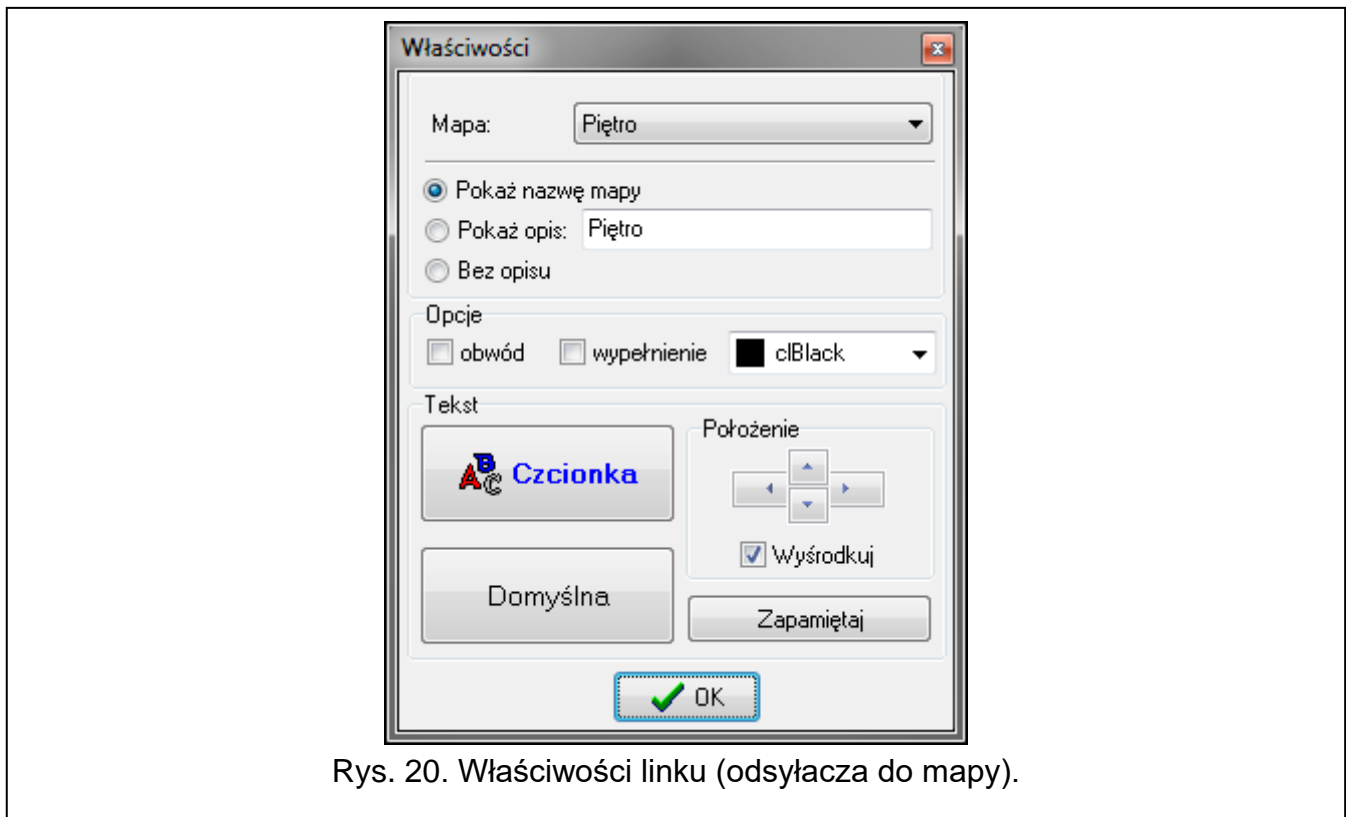 Właściwości
Mapa: Piętro
Pokaż nazwę mapy
Pokaż opis: Piętro
Bez opisu
Opcje
obwód wypełnienie clBlack
Tekst
Położenie
ABC Czcionka
Wyśrodkuj
Domyślna
Zapamiętaj
OK
Rys. 20. Właściwości linku (odsyłacza do mapy).